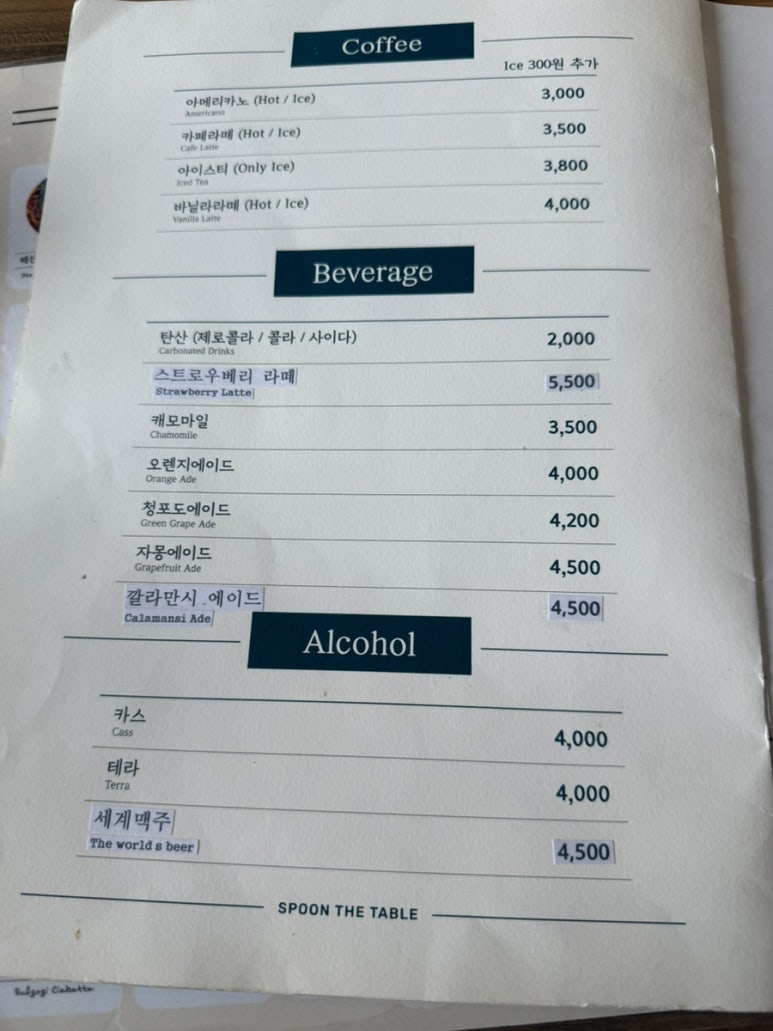 Coffee
Ice 300원 추가
아메리카노 (Hot / Ice) 3,000
Americano
카페라떼 (Hot / Ice) 3,500
Cafe Latte
아이스티 (Only Ice) 3,800
Iced Tea
바닐라라떼 (Hot / Ice) 4,000
Vanilla Latte
Beverage
탄산 (제로콜라 / 콜라 / 사이다) 2,000
Carbonated Drinks
스트로우베리 라떼 5,500
Strawberry Latte
캐모마일 3,500
Chamomile
오렌지에이드 4,000
Orange Ade
청포도에이드 4,200
Green Grape Ade
자몽에이드 4,500
Grapefruit Ade
깔라만시 에이드 4,500
Calamansi Ade
Alcohol
카스 4,000
Cass
테라 4,000
Terra
세계맥주 4,500
The world s beer
SPOON THE TABLE
Bulgogi Ciabatta